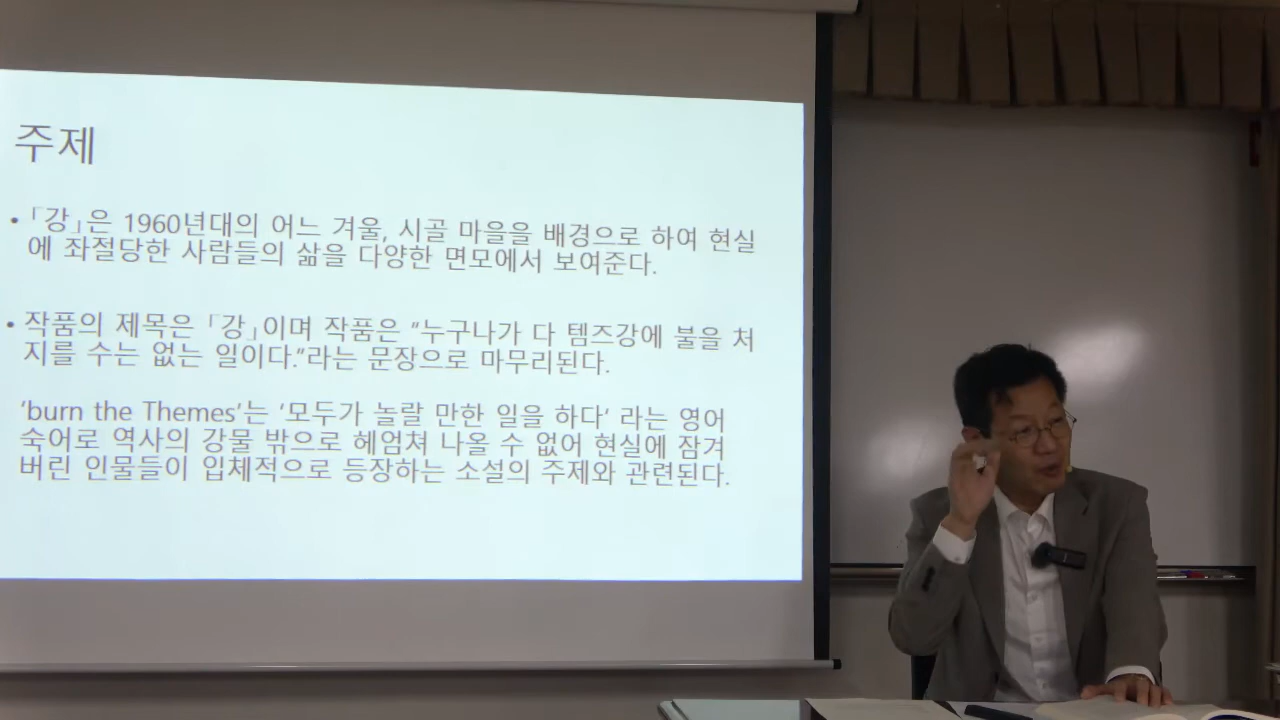 주제
• 「강」은 1960년대의 어느 겨울, 시골 마을을 배경으로 하여 현실
에 좌절당한 사람들의 삶을 다양한 면모에서 보여준다.
• 작품의 제목은 「강」이며 작품은 "누구나가 다 템즈강에 불을 처
지를 수는 없는 일이다."라는 문장으로 마무리된다.
'burn the Themes'는 '모두가 놀랄 만한 일을 하다' 라는 영어
숙어로 역사의 강물 밖으로 헤엄쳐 나올 수 없어 현실에 잠겨
버린 인물들이 입체적으로 등장하는 소설의 주제와 관련된다.